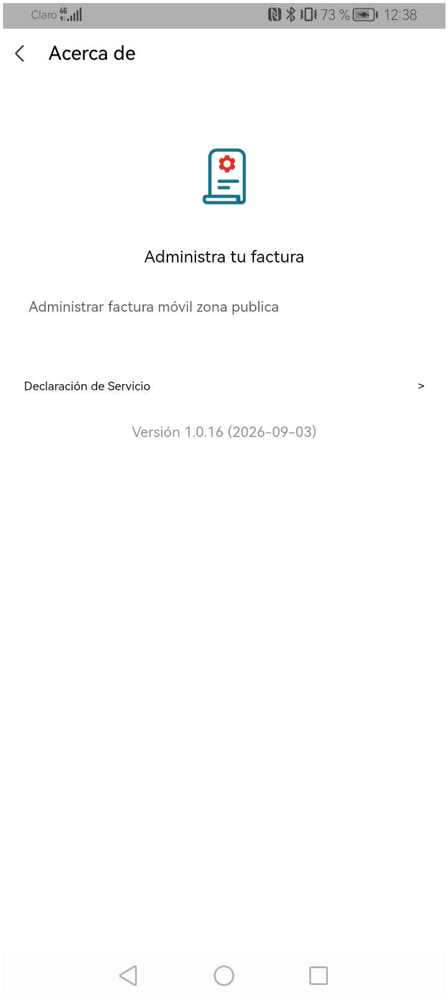 Claro 4G 73 % 12:38
Acerca de
Administra tu factura
Administrar factura móvil zona publica
Declaración de Servicio >
Versión 1.0.16 (2026-09-03)